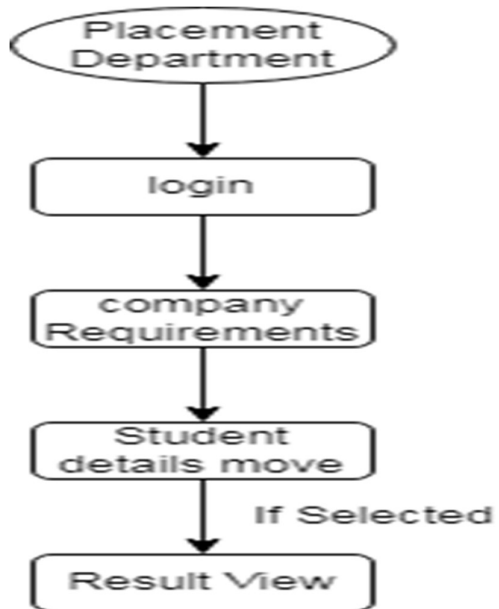 Placement
Department
login
company
Requirements
Student
details move
If Selected
Result View